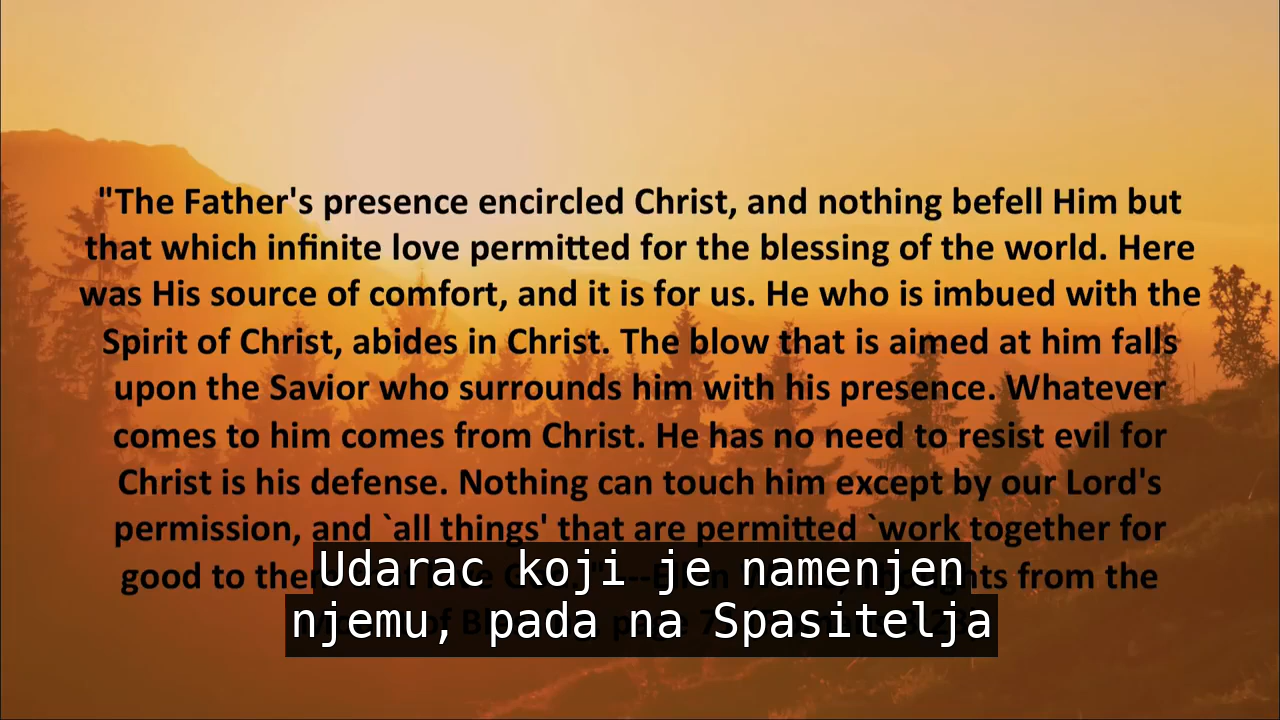 "The Father's presence encircled Christ, and nothing befell Him but
that which infinite love permitted for the blessing of the world. Here
was His source of comfort, and it is for us. He who is imbued with the
Spirit of Christ, abides in Christ. The blow that is aimed at him falls
upon the Savior who surrounds him with his presence. Whatever
comes to him comes from Christ. He has no need to resist evil for
Christ is his defense. Nothing can touch him except by our Lord's
permission, and `all things' that are permitted `work together for
good to from the
Udarac koji je namenjen
njemu, pada na Spasitelja